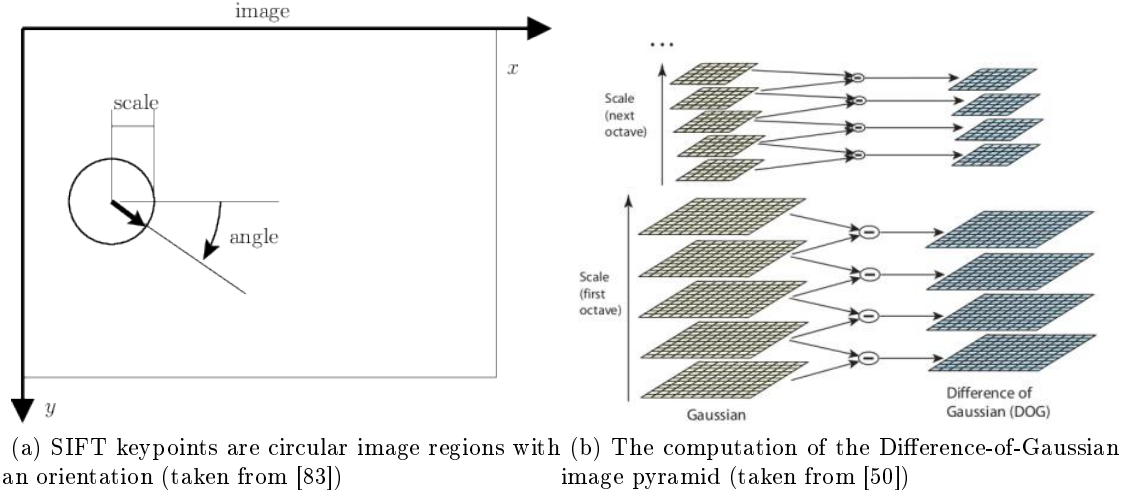 image
x
scale
angle
y
...
Scale
(next
octave)
Scale
(first
octave)
Gaussian
Difference of
Gaussian (DOG)
(a) SIFT keypoints are circular image regions with
an orientation (taken from [83])
(b) The computation of the Difference-of-Gaussian
image pyramid (taken from [50])